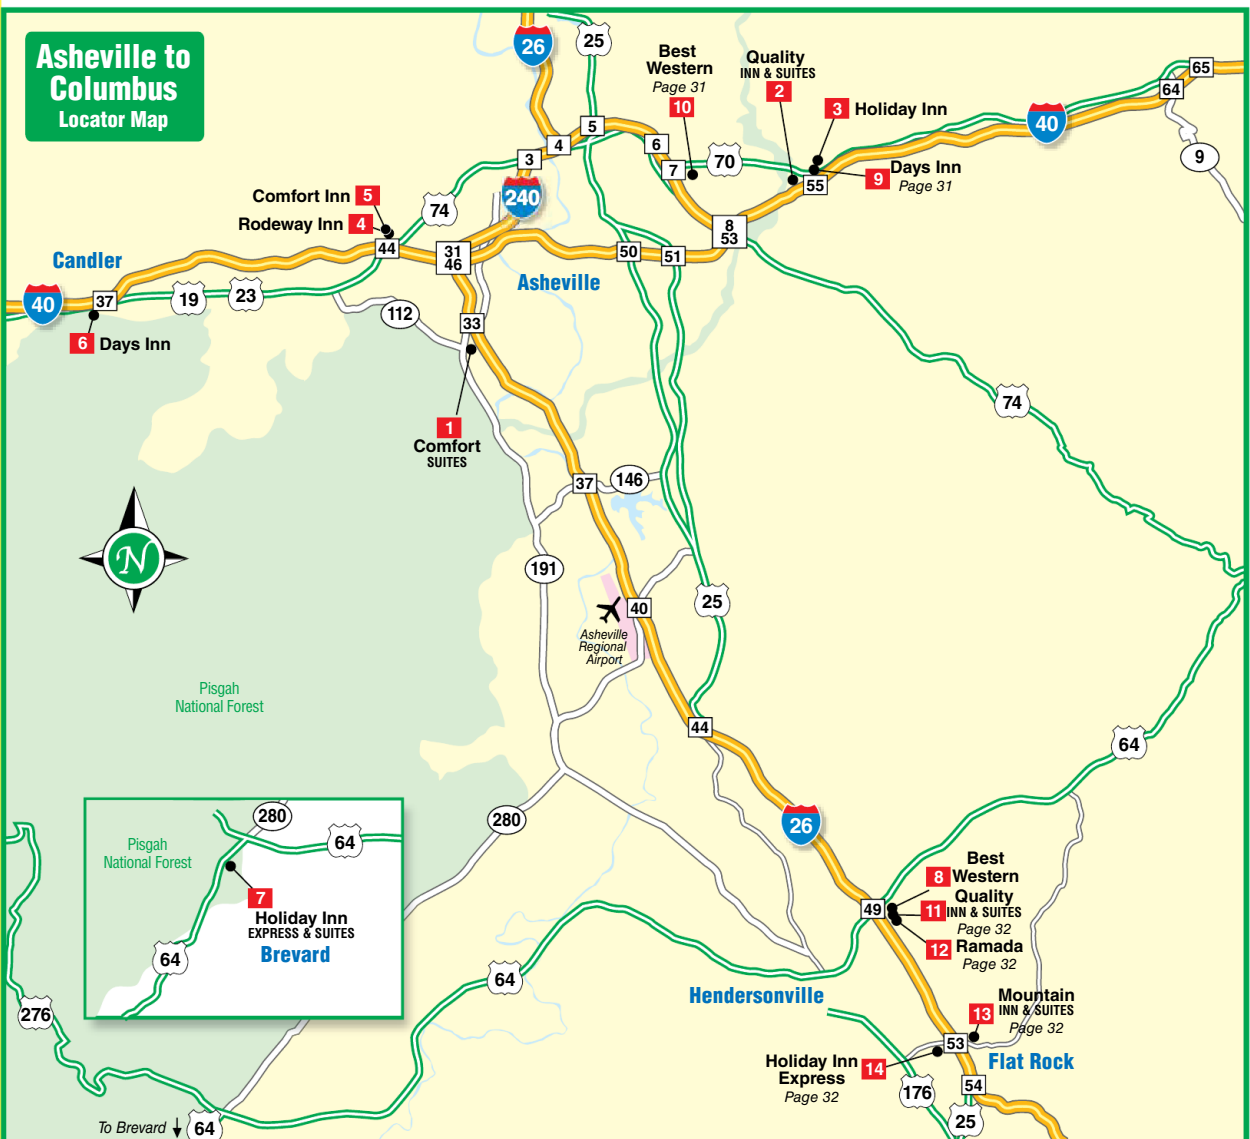 Asheville to
Columbus
Locator Map
26
25
Best
Western
Page 31
10
Quality
INN & SUITES
2
3 Holiday Inn
65
64
40
9
5
4
3
6
7
70
9 Days Inn
Page 31
55
240
Comfort Inn 5
Rodeway Inn 4
74
44
8
53
31
46
50
51
Candler
Asheville
40
37
19
23
112
33
6 Days Inn
74
1
Comfort
SUITES
37
146
N
191
25
40
Asheville
Regional
Airport
Pisgah
National Forest
44
64
26
280
280
64
Pisgah
National Forest
7
Holiday Inn
EXPRESS & SUITES
Brevard
64
Best
8 Western
Quality
11 INN & SUITES
Page 32
12 Ramada
Page 32
49
64
276
Hendersonville
Mountain
13 INN & SUITES
Page 32
53
Flat Rock
Holiday Inn 14
Express
Page 32
54
176
25
To Brevard
64